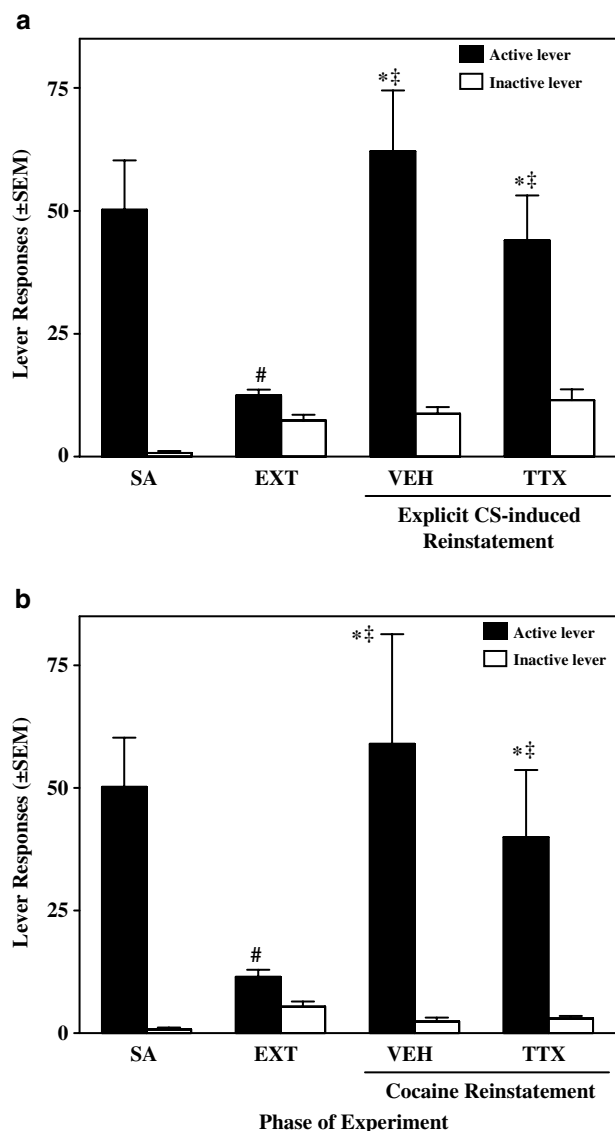 a
Lever Responses (±SEM)
75
50
25
0
Active lever
Inactive lever
#
*‡
*‡
SA EXT VEH TTX
Explicit CS-induced
Reinstatement
b
Lever Responses (±SEM)
75
50
25
0
Active lever
Inactive lever
#
*‡
*‡
SA EXT VEH TTX
Cocaine Reinstatement
Phase of Experiment